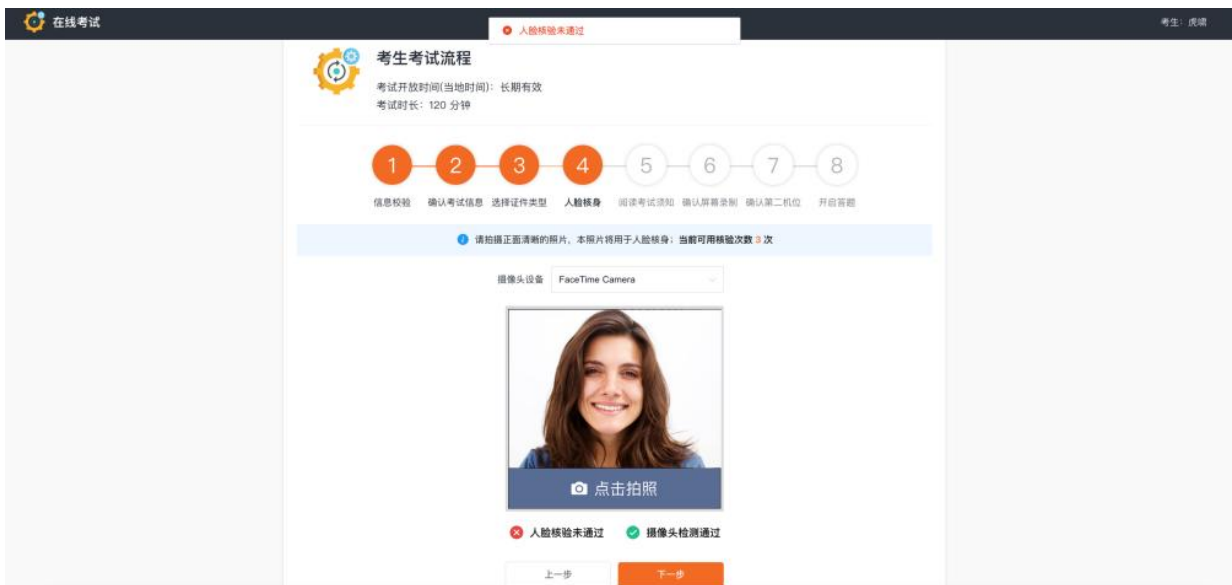 在线考试
人脸核验未通过
考生：虎啸
考生考试流程
考试开放时间(当地时间)：长期有效
考试时长：120 分钟
1 2 3 4 5 6 7 8
信息校验 确认考试信息 选择证件类型 人脸核身 阅读考试须知 确认屏幕录制 确认第二机位 开启答题
请拍摄正面清晰的照片，本照片将用于人脸核身；当前可用核验次数 3 次
摄像头设备 FaceTime Camera
点击拍照
人脸核验未通过 摄像头检测通过
上一步 下一步